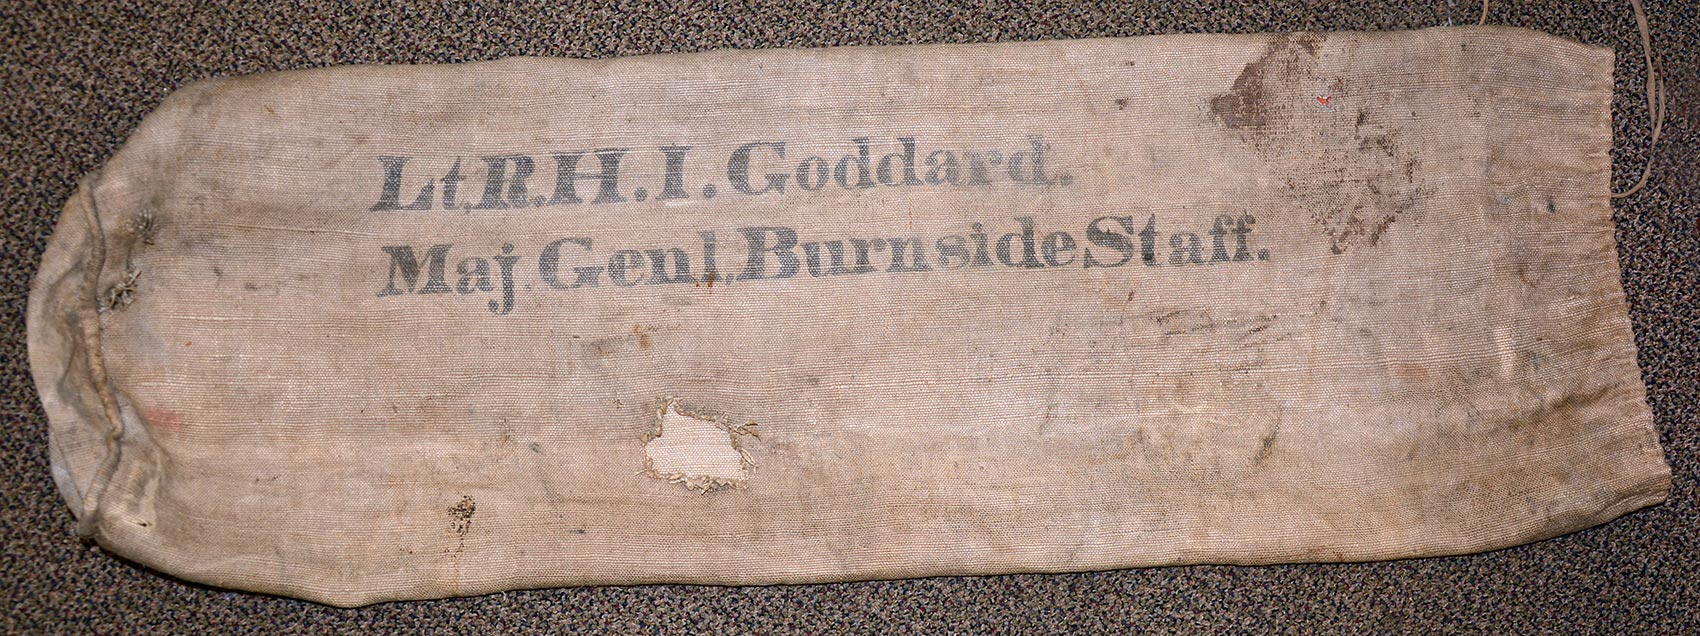 Lt. R. H. I. Goddard.
Maj. Genl. Burnside Staff.